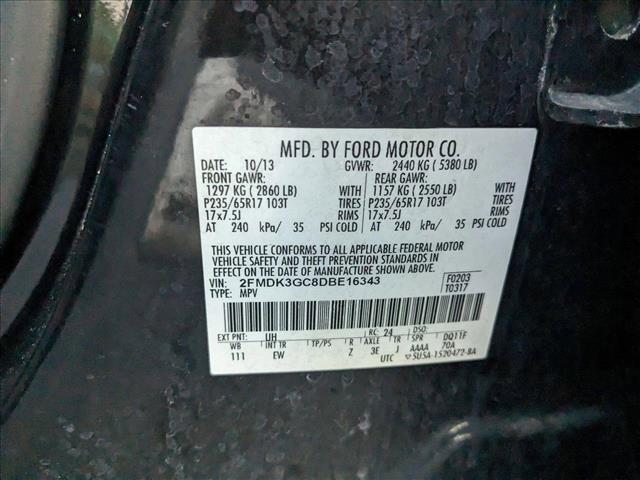 MFD. BY FORD MOTOR CO.
DATE: 10/13 GVWR: 2440 KG ( 5380 LB)
FRONT GAWR: REAR GAWR:
1297 KG ( 2860 LB) WITH 1157 KG ( 2550 LB) WITH
P235/65R17 103T TIRES P235/65R17 103T TIRES
17x7.5J RIMS 17x7.5J RIMS
AT 240 kPa/ 35 PSI COLD AT 240 kPa/ 35 PSI COLD
THIS VEHICLE CONFORMS TO ALL APPLICABLE FEDERAL MOTOR
VEHICLE SAFETY AND THEFT PREVENTION STANDARDS IN
EFFECT ON THE DATE OF MANUFACTURE SHOWN ABOVE.
VIN: 2FMDK3GC8DBE16343 F0203
TYPE: MPV T0317
EXT PNT: UH RC: 24 DSO:
WB INT TR TP/PS R AXLE TR SPR DQ11F
111 EW Z 3E J AAAA 70A
UTC 5U5A-1520472-BA